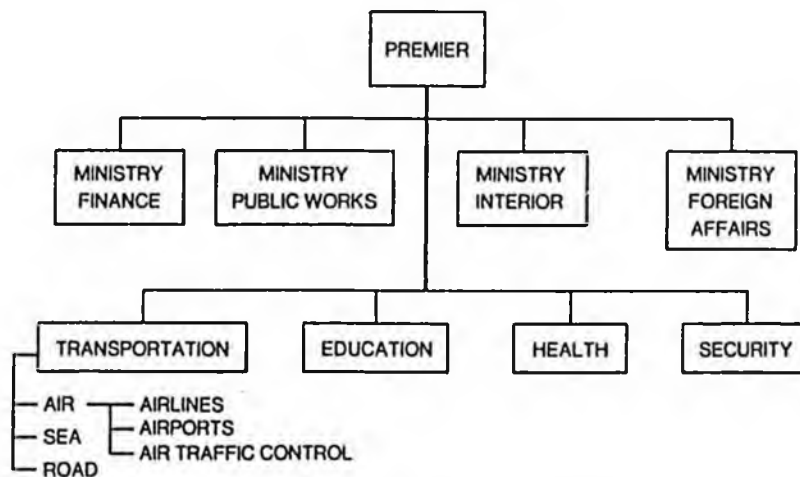 PREMIER
MINISTRY
FINANCE
MINISTRY
PUBLIC WORKS
MINISTRY
INTERIOR
MINISTRY
FOREIGN
AFFAIRS
TRANSPORTATION
EDUCATION
HEALTH
SECURITY
AIR
AIRLINES
AIRPORTS
SEA
AIR TRAFFIC CONTROL
ROAD